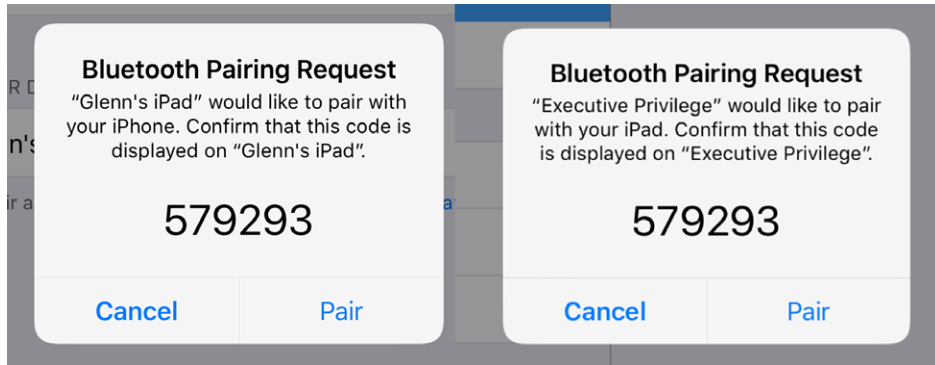 Bluetooth Pairing Request
“Glenn's iPad” would like to pair with
your iPhone. Confirm that this code is
displayed on “Glenn's iPad”.
579293
Cancel
Pair
Bluetooth Pairing Request
“Executive Privilege” would like to pair
with your iPad. Confirm that this code
is displayed on “Executive Privilege”.
579293
Cancel
Pair